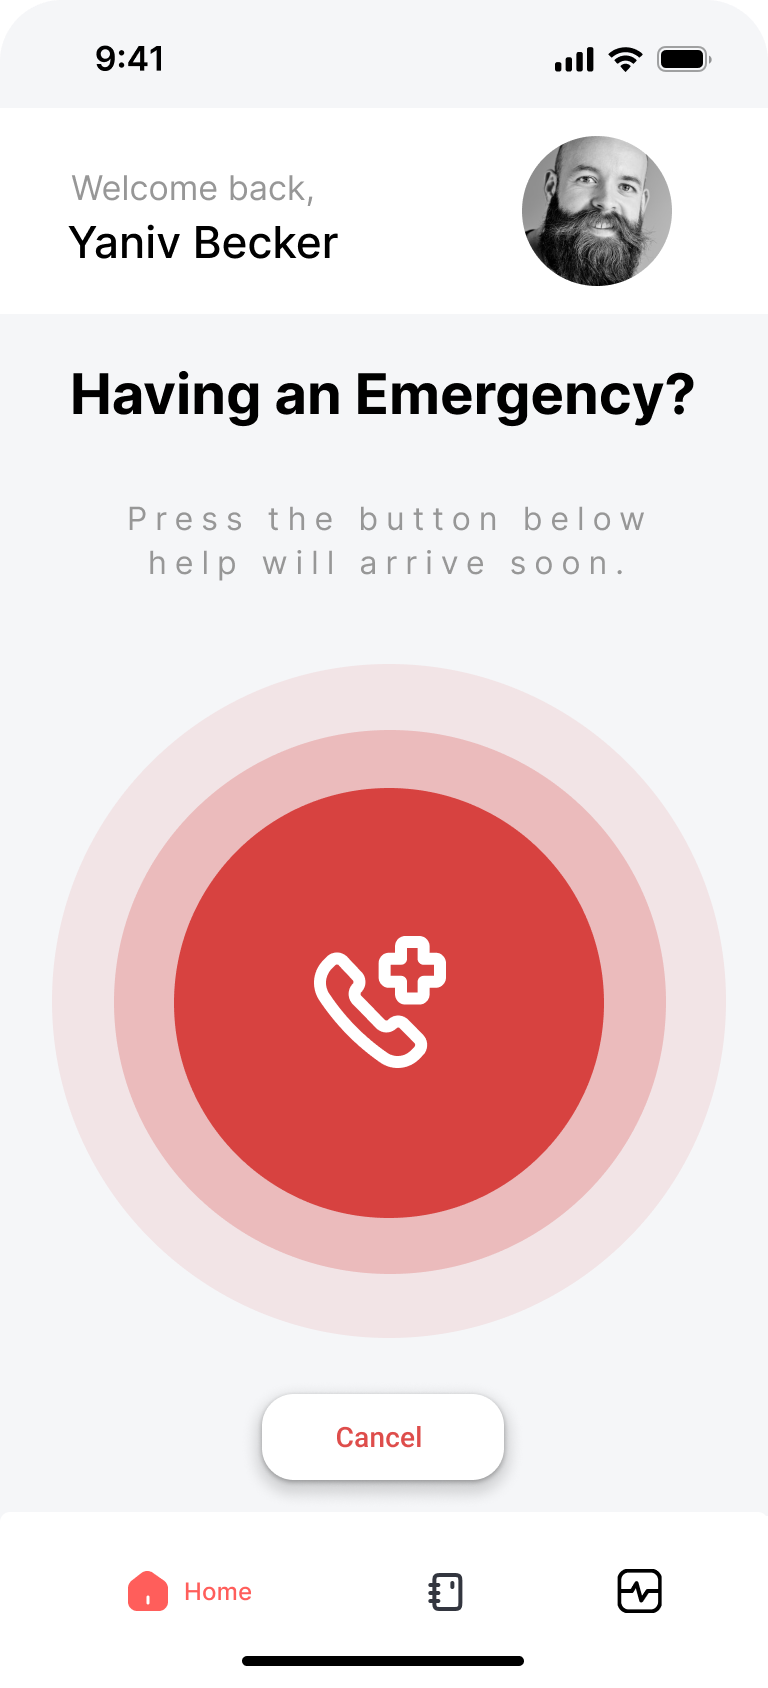 9:41
Welcome back,
Yaniv Becker
Having an Emergency?
Press the button below
help will arrive soon.
Cancel
Home